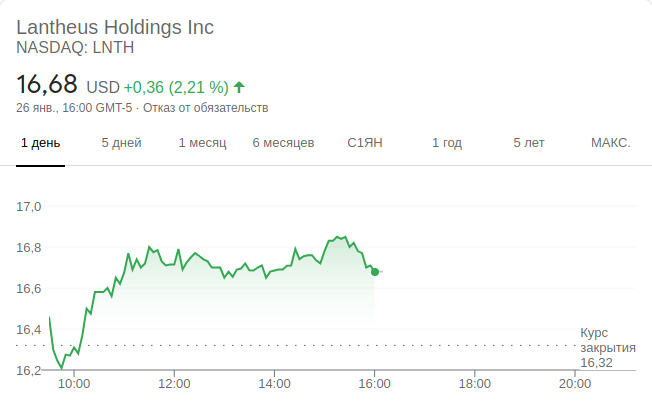 Lantheus Holdings Inc
NASDAQ: LNTH
16,68 USD +0,36 (2,21 %)
26 янв., 16:00 GMT-5 · Отказ от обязательств
1 день 5 дней 1 месяц 6 месяцев С1ЯН 1 год 5 лет МАКС.
17,0
16,8
16,6
16,4
16,2
Курс
закрытия
16,32
10:00 12:00 14:00 16:00 18:00 20:00